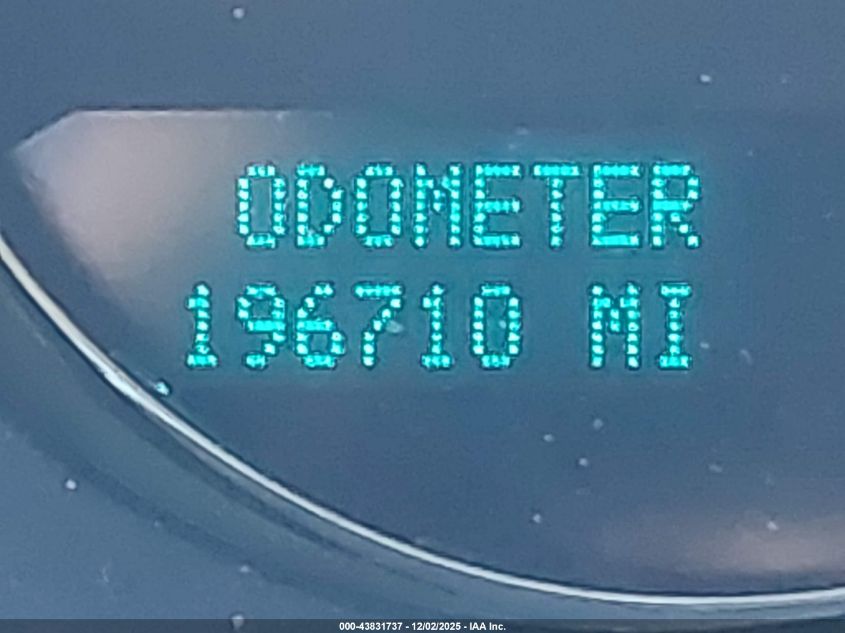 ODOMETER
196710 MI
000-43831737 - 12/02/2025 - IAA Inc.